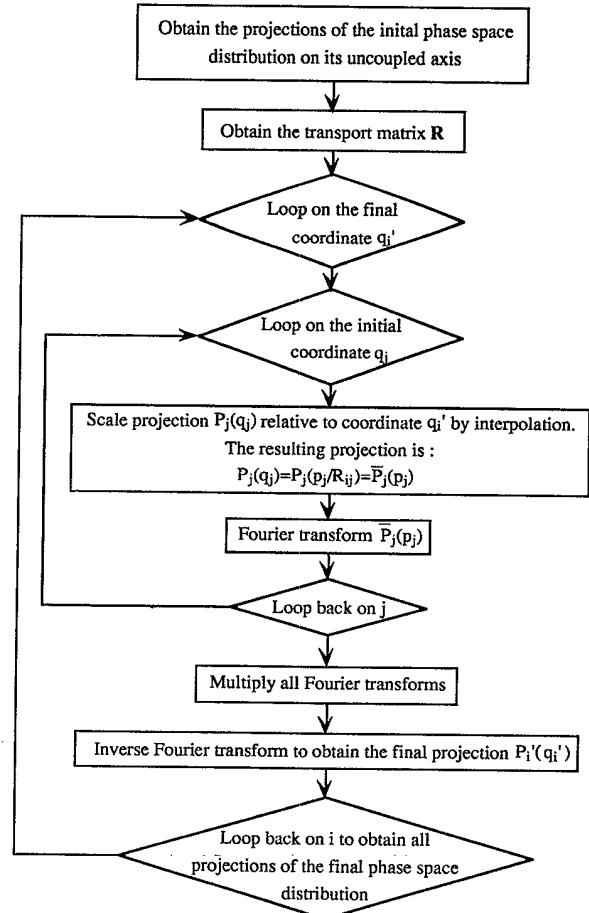 Obtain the projections of the inital phase space
distribution on its uncoupled axis
Obtain the transport matrix R
Loop on the final
coordinate qi'
Loop on the initial
coordinate qj
Scale projection Pj(qj) relative to coordinate qi' by interpolation.
The resulting projection is :
Pj(qj)=Pj(pj/Rij)=P̅j(pj)
Fourier transform P̅j(pj)
Loop back on j
Multiply all Fourier transforms
Inverse Fourier transform to obtain the final projection Pi'(qi')
Loop back on i to obtain all
projections of the final phase space
distribution